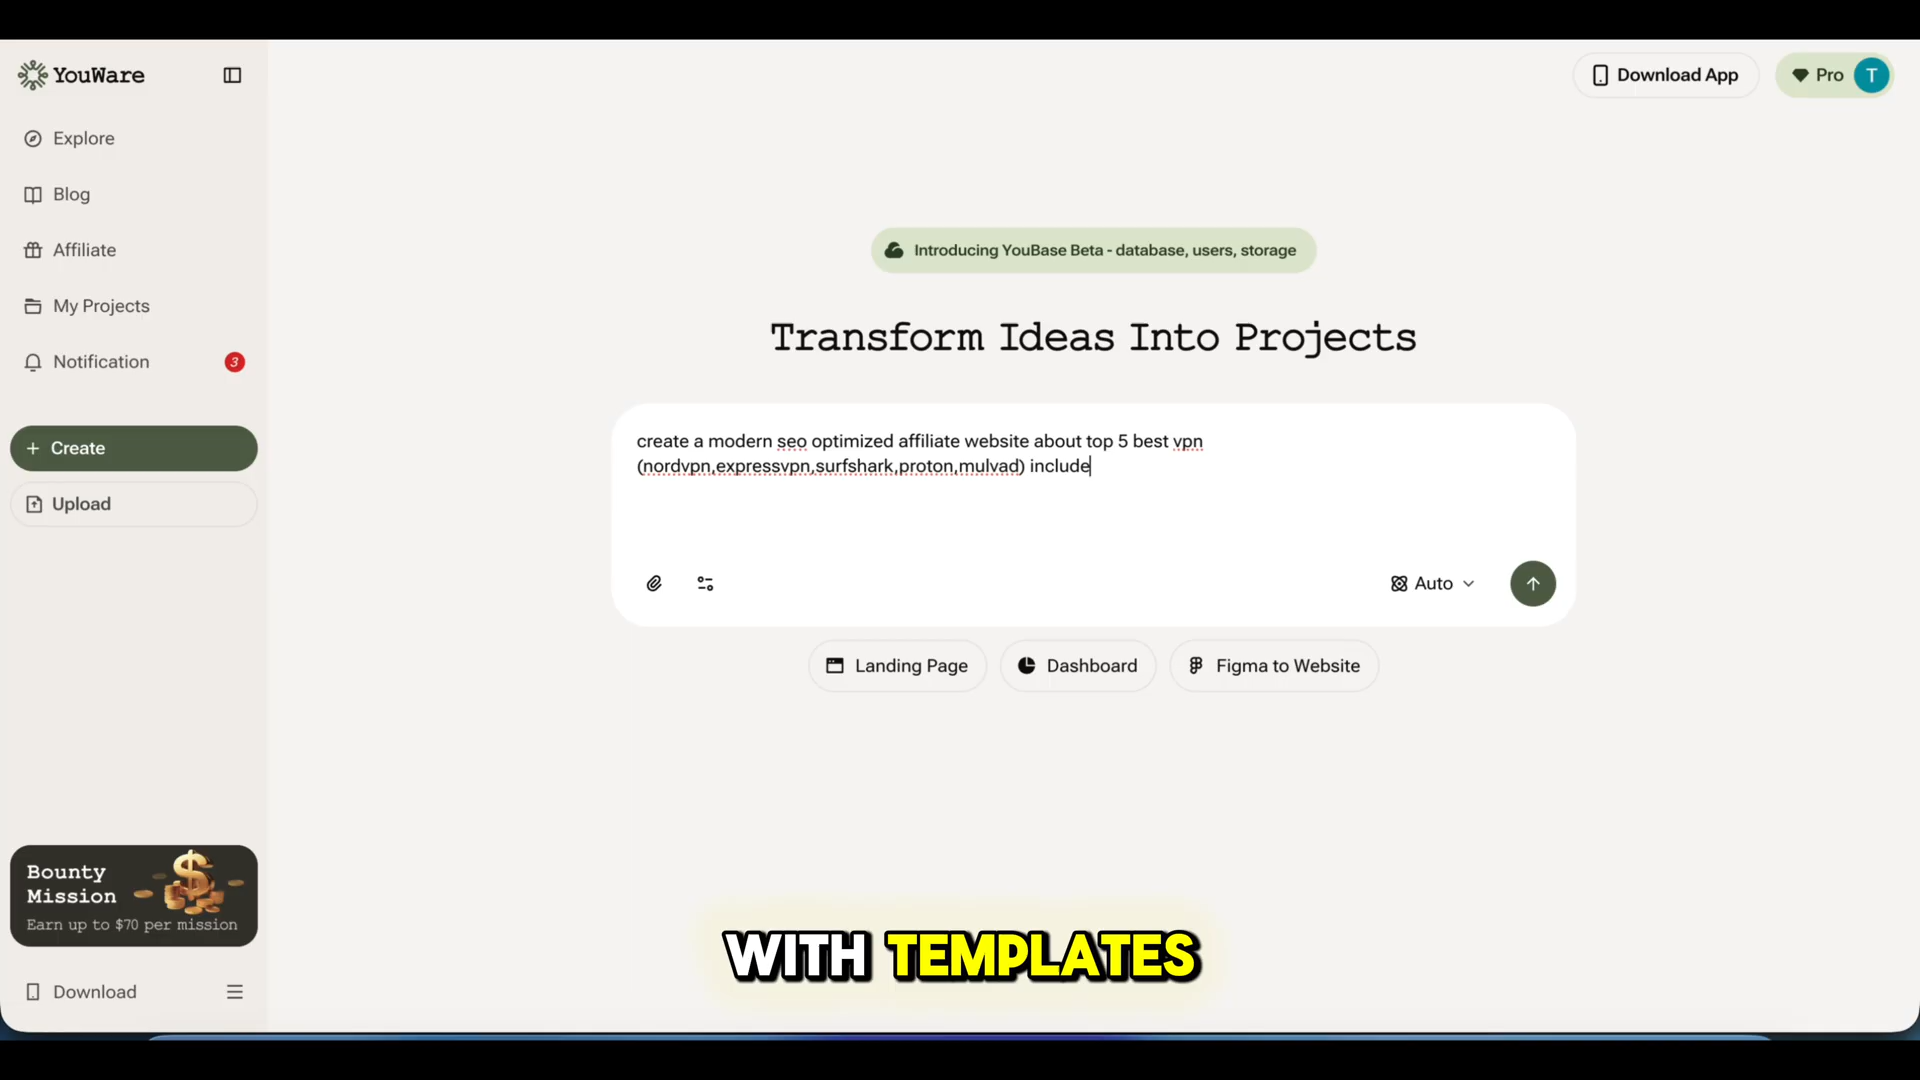 YouWare
Explore
Blog
Affiliate
My Projects
Notification
3
+ Create
Upload
Bounty
Mission
Earn up to $70 per mission
Download
Download App
Pro
T
Introducing YouBase Beta - database, users, storage
Transform Ideas Into Projects
create a modern seo optimized affiliate website about top 5 best vpn
(nordvpn,expressvpn,surfshark,proton,mulvad) include
Auto
Landing Page
Dashboard
Figma to Website
WITH TEMPLATES